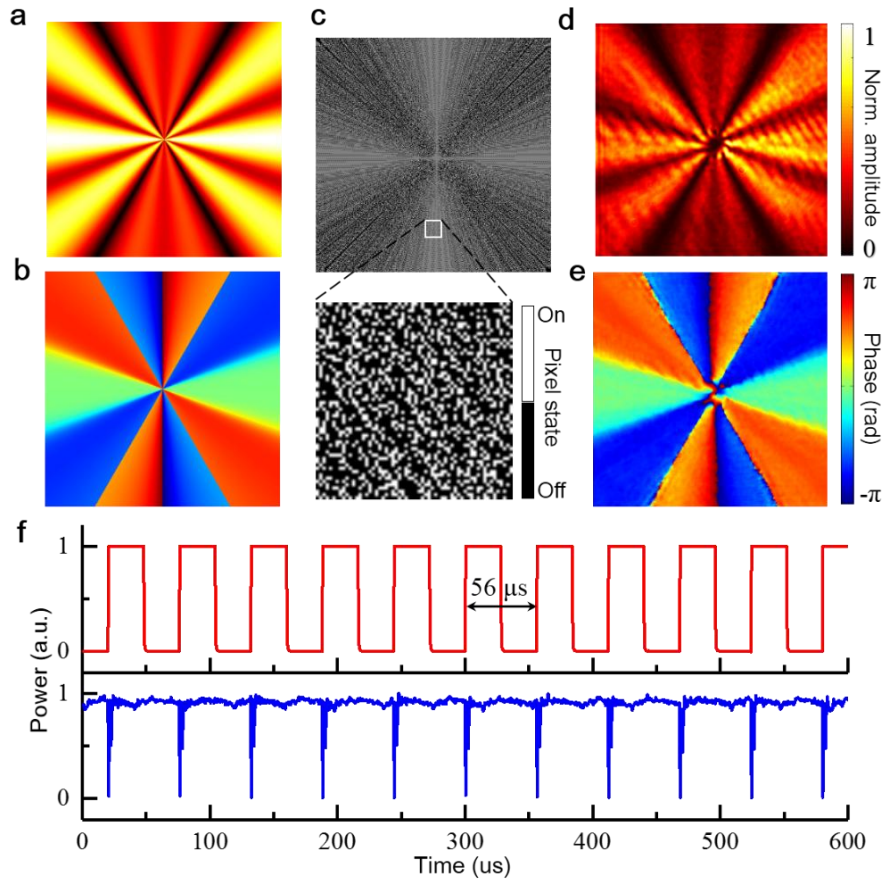 a
c
d
1
Norm. amplitude
0
b
On
Pixel state
Off
e
π
Phase (rad)
-π
f
Power (a.u.)
1
56 μs
0
1
0
0 100 200 300 400 500 600
Time (us)